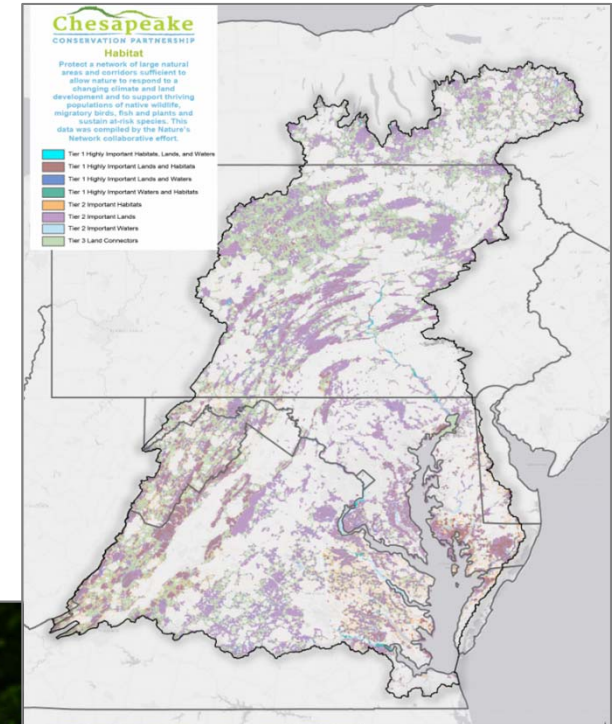 Chesapeake
CONSERVATION PARTNERSHIP
Habitat
Protect a network of large natural
areas and corridors sufficient to
allow nature to respond to a
changing climate and land
development and to support thriving
populations of native wildlife,
migratory birds, fish and plants and
sustain at-risk species. This
data was compiled by the Nature's
Network collaborative effort.
Tier 1 Highly Important Habitats, Lands, and Waters
Tier 1 Highly Important Lands and Habitats
Tier 1 Highly Important Lands and Waters
Tier 1 Highly Important Waters and Habitats
Tier 2 Important Habitats
Tier 2 Important Lands
Tier 2 Important Waters
Tier 3 Land Connectors